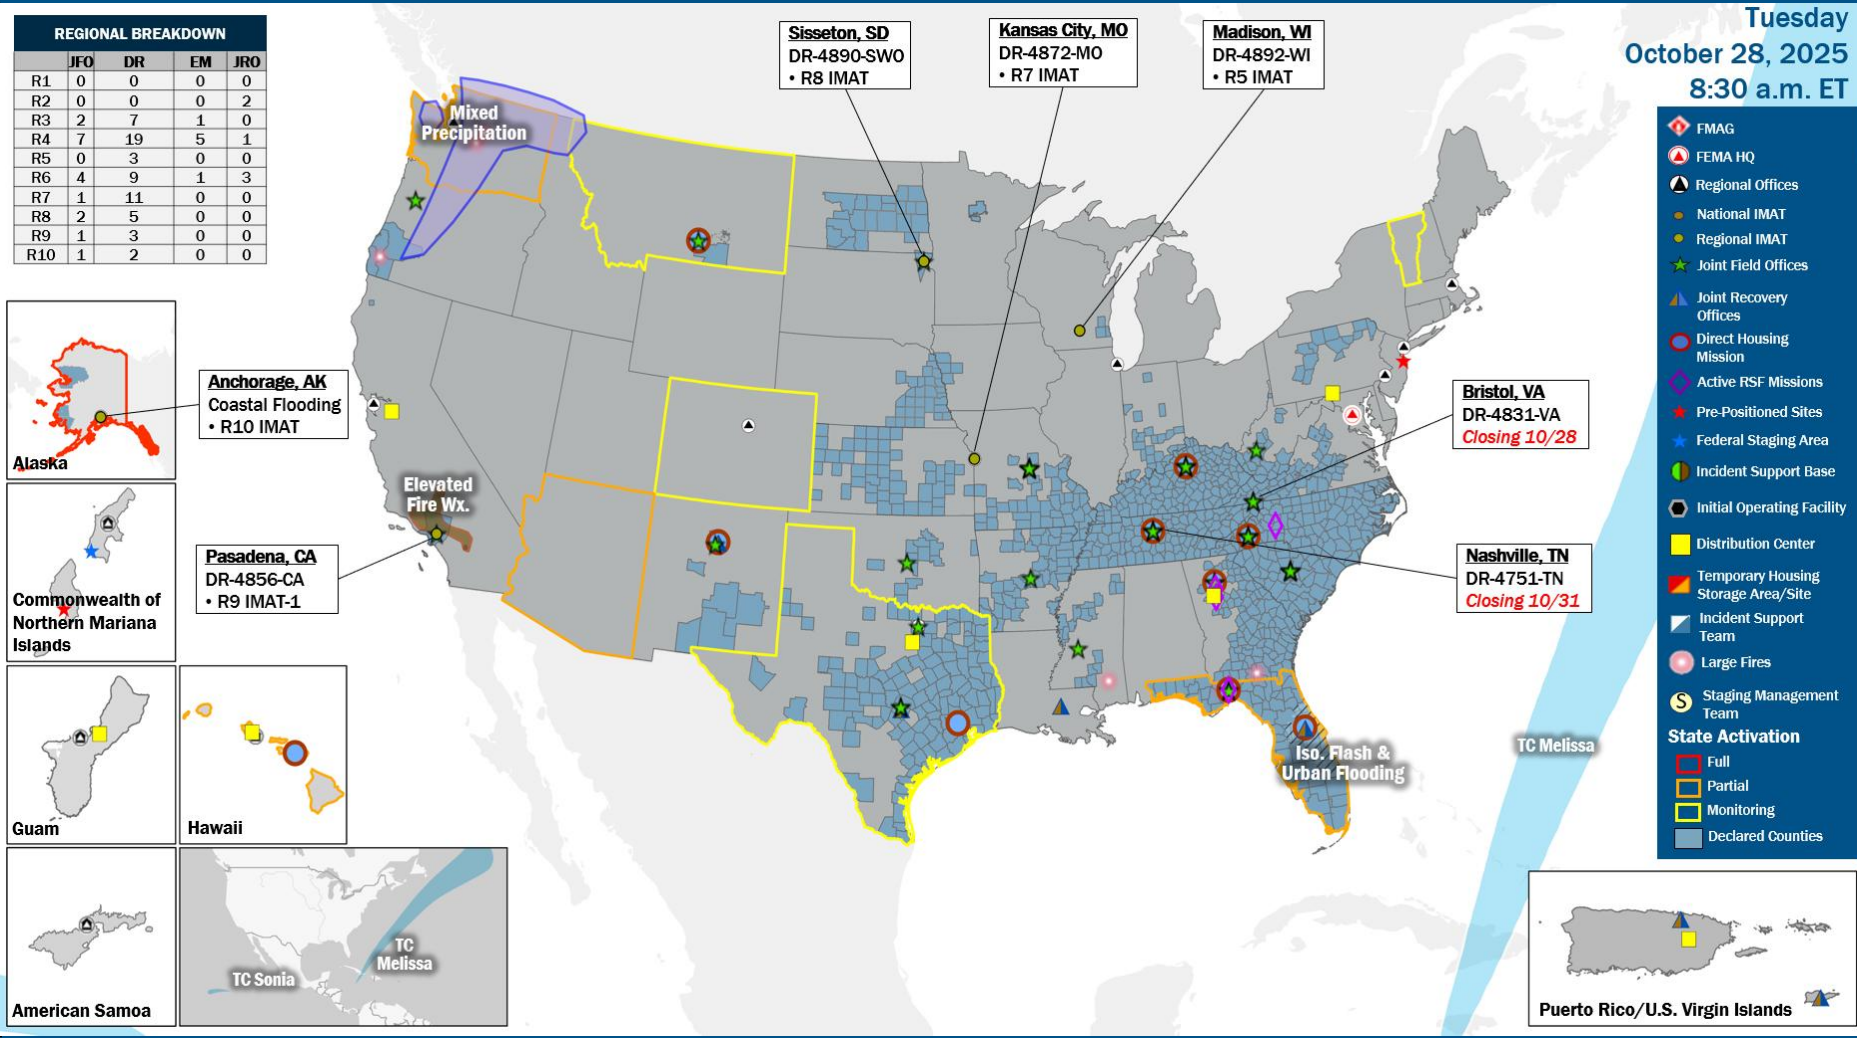 REGIONAL BREAKDOWN
JFO DR EM JRO
R1 0 0 0 0
R2 0 0 0 2
R3 2 7 1 0
R4 7 19 5 1
R5 0 3 0 0
R6 4 9 1 3
R7 1 11 0 0
R8 2 5 0 0
R9 1 3 0 0
R10 1 2 0 0
Sisseton, SD
DR-4890-SWO
• R8 IMAT
Kansas City, MO
DR-4872-MO
• R7 IMAT
Madison, WI
DR-4892-WI
• R5 IMAT
Tuesday
October 28, 2025
8:30 a.m. ET
Mixed
Precipitation
Anchorage, AK
Coastal Flooding
• R10 IMAT
Alaska
Elevated
Fire Wx.
Pasadena, CA
DR-4856-CA
• R9 IMAT-1
Bristol, VA
DR-4831-VA
Closing 10/28
Nashville, TN
DR-4751-TN
Closing 10/31
Commonwealth of
Northern Mariana
Islands
Guam
Hawaii
American Samoa
TC Sonia
TC
Melissa
Iso. Flash &
Urban Flooding
TC Melissa
Puerto Rico/U.S. Virgin Islands
FMAG
FEMA HQ
Regional Offices
National IMAT
Regional IMAT
Joint Field Offices
Joint Recovery
Offices
Direct Housing
Mission
Active RSF Missions
Pre-Positioned Sites
Federal Staging Area
Incident Support Base
Initial Operating Facility
Distribution Center
Temporary Housing
Storage Area/Site
Incident Support
Team
Large Fires
S
Staging Management
Team
State Activation
Full
Partial
Monitoring
Declared Counties